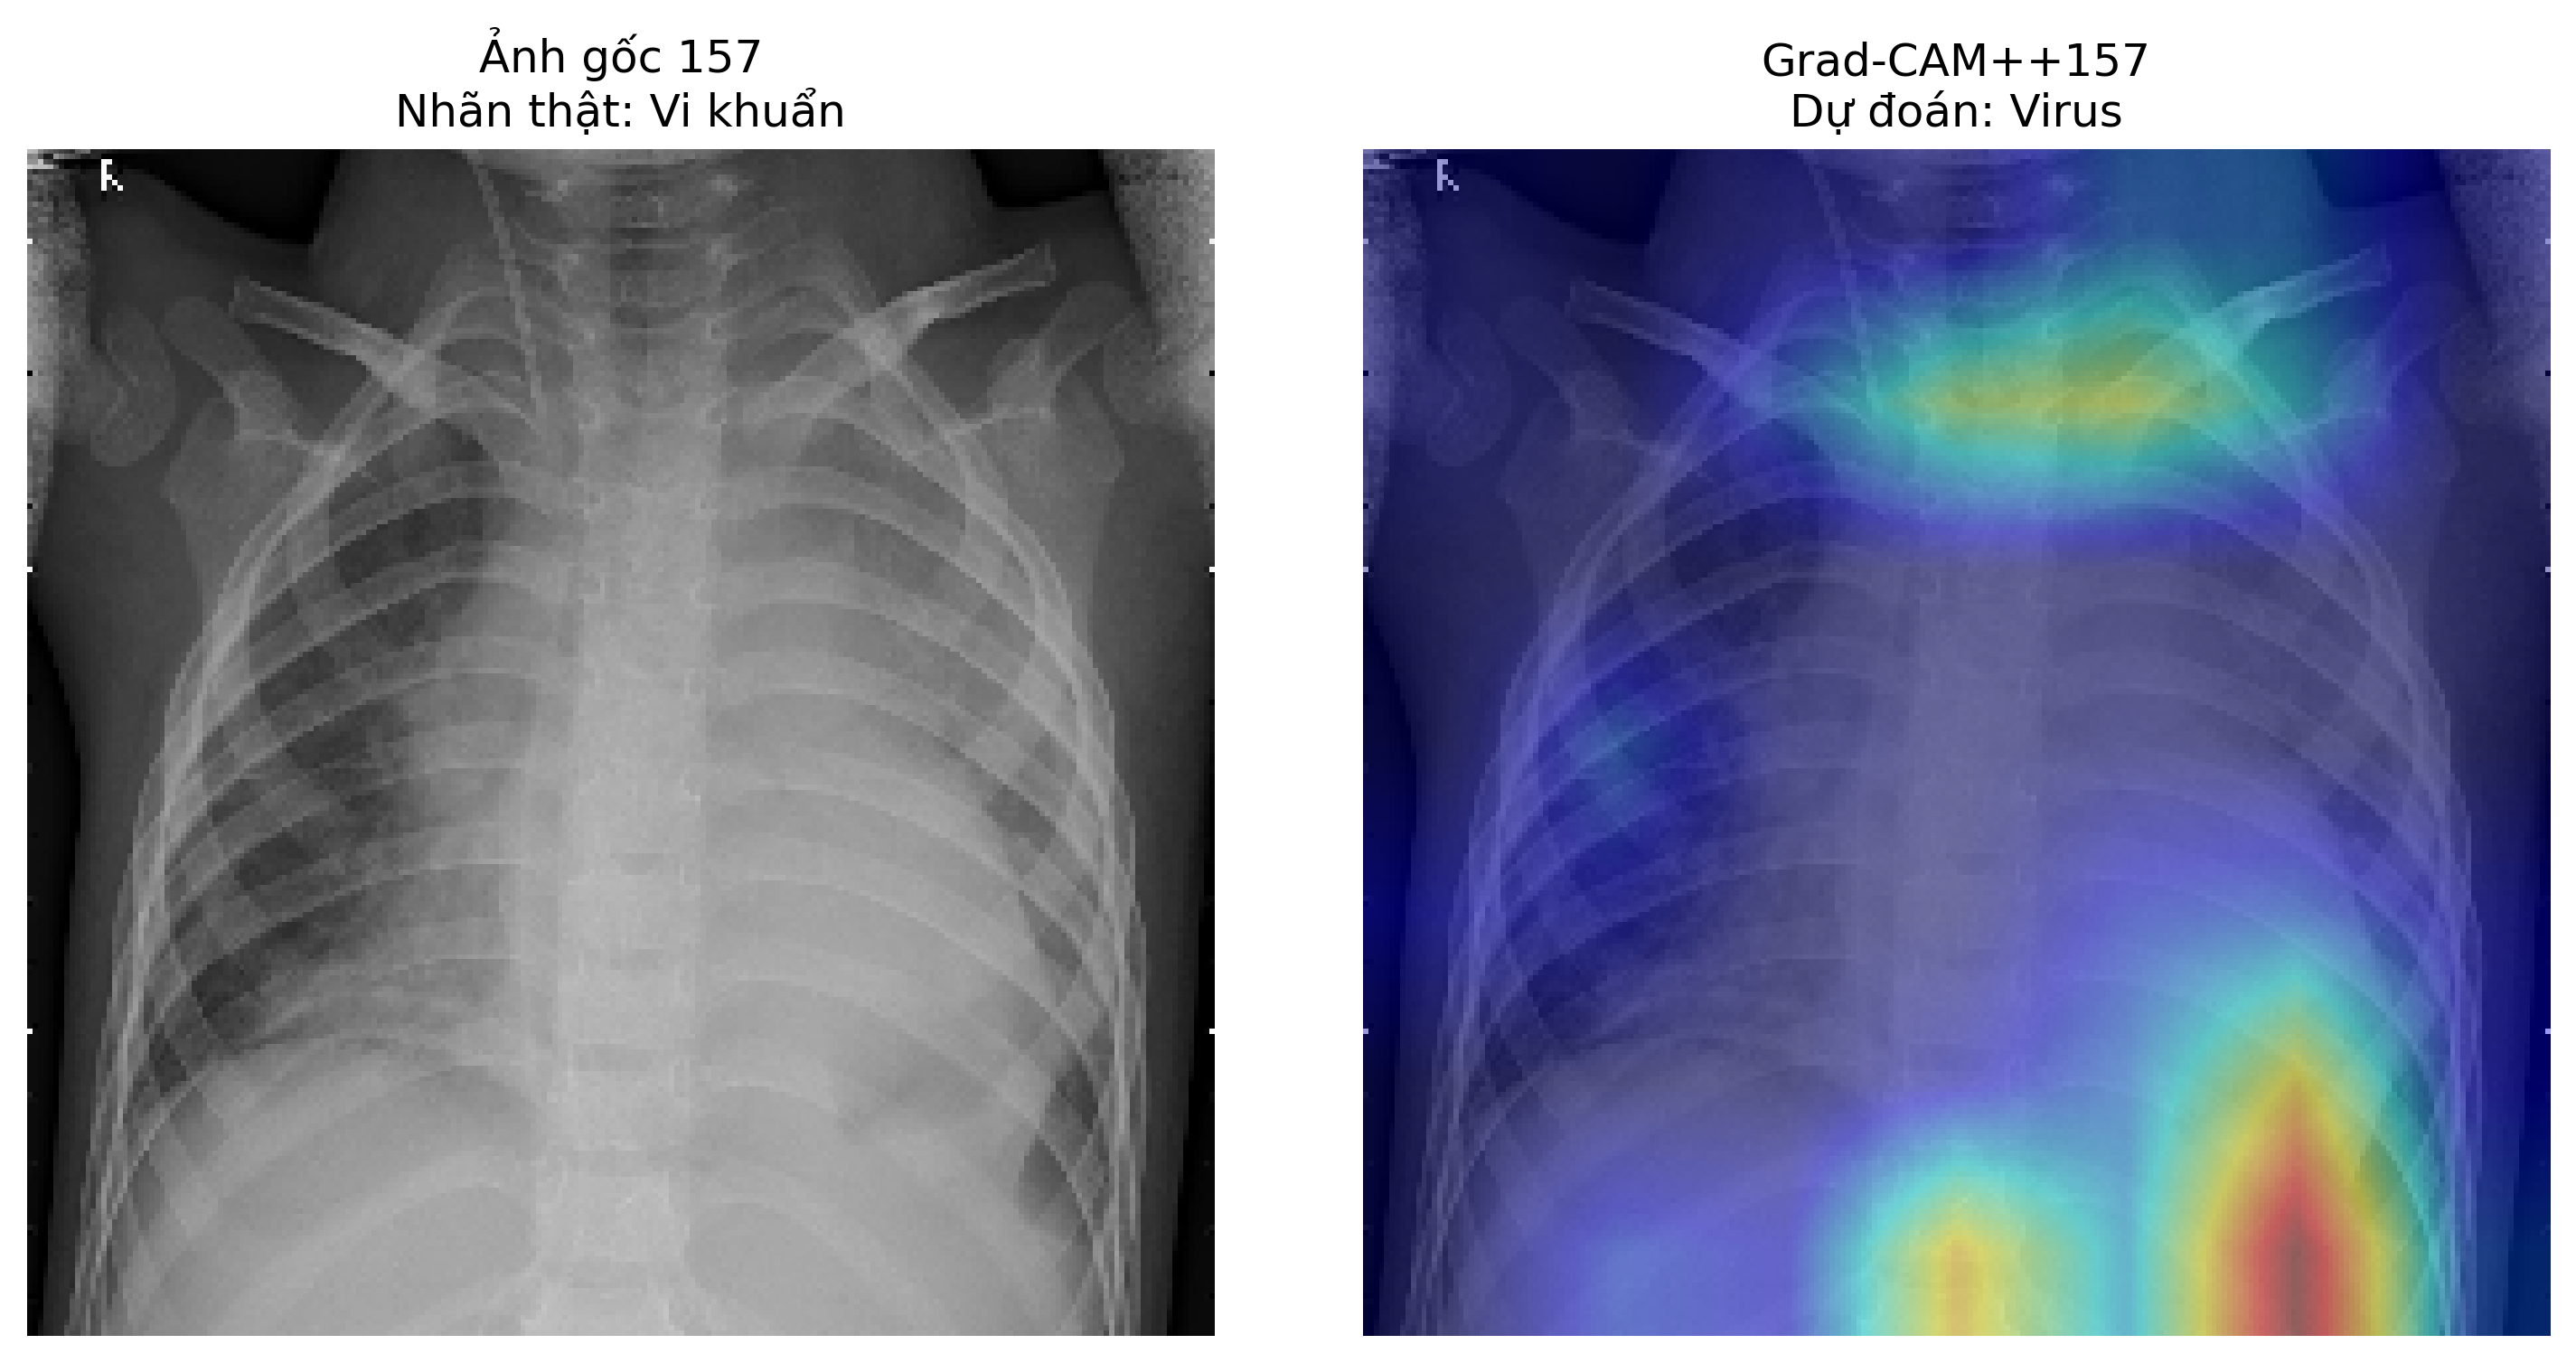 Ảnh gốc 157
Nhãn thật: Vi khuẩn
R
Grad-CAM++157
Dự đoán: Virus
R